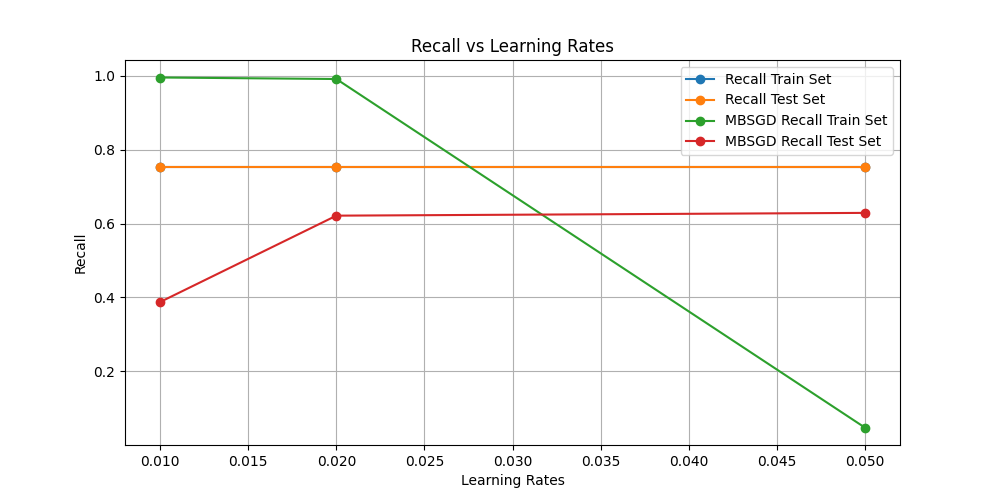 Recall vs Learning Rates
Recall Train Set
Recall Test Set
MBSGD Recall Train Set
MBSGD Recall Test Set
1.0
0.8
0.6
0.4
0.2
Recall
0.010 0.015 0.020 0.025 0.030 0.035 0.040 0.045 0.050
Learning Rates